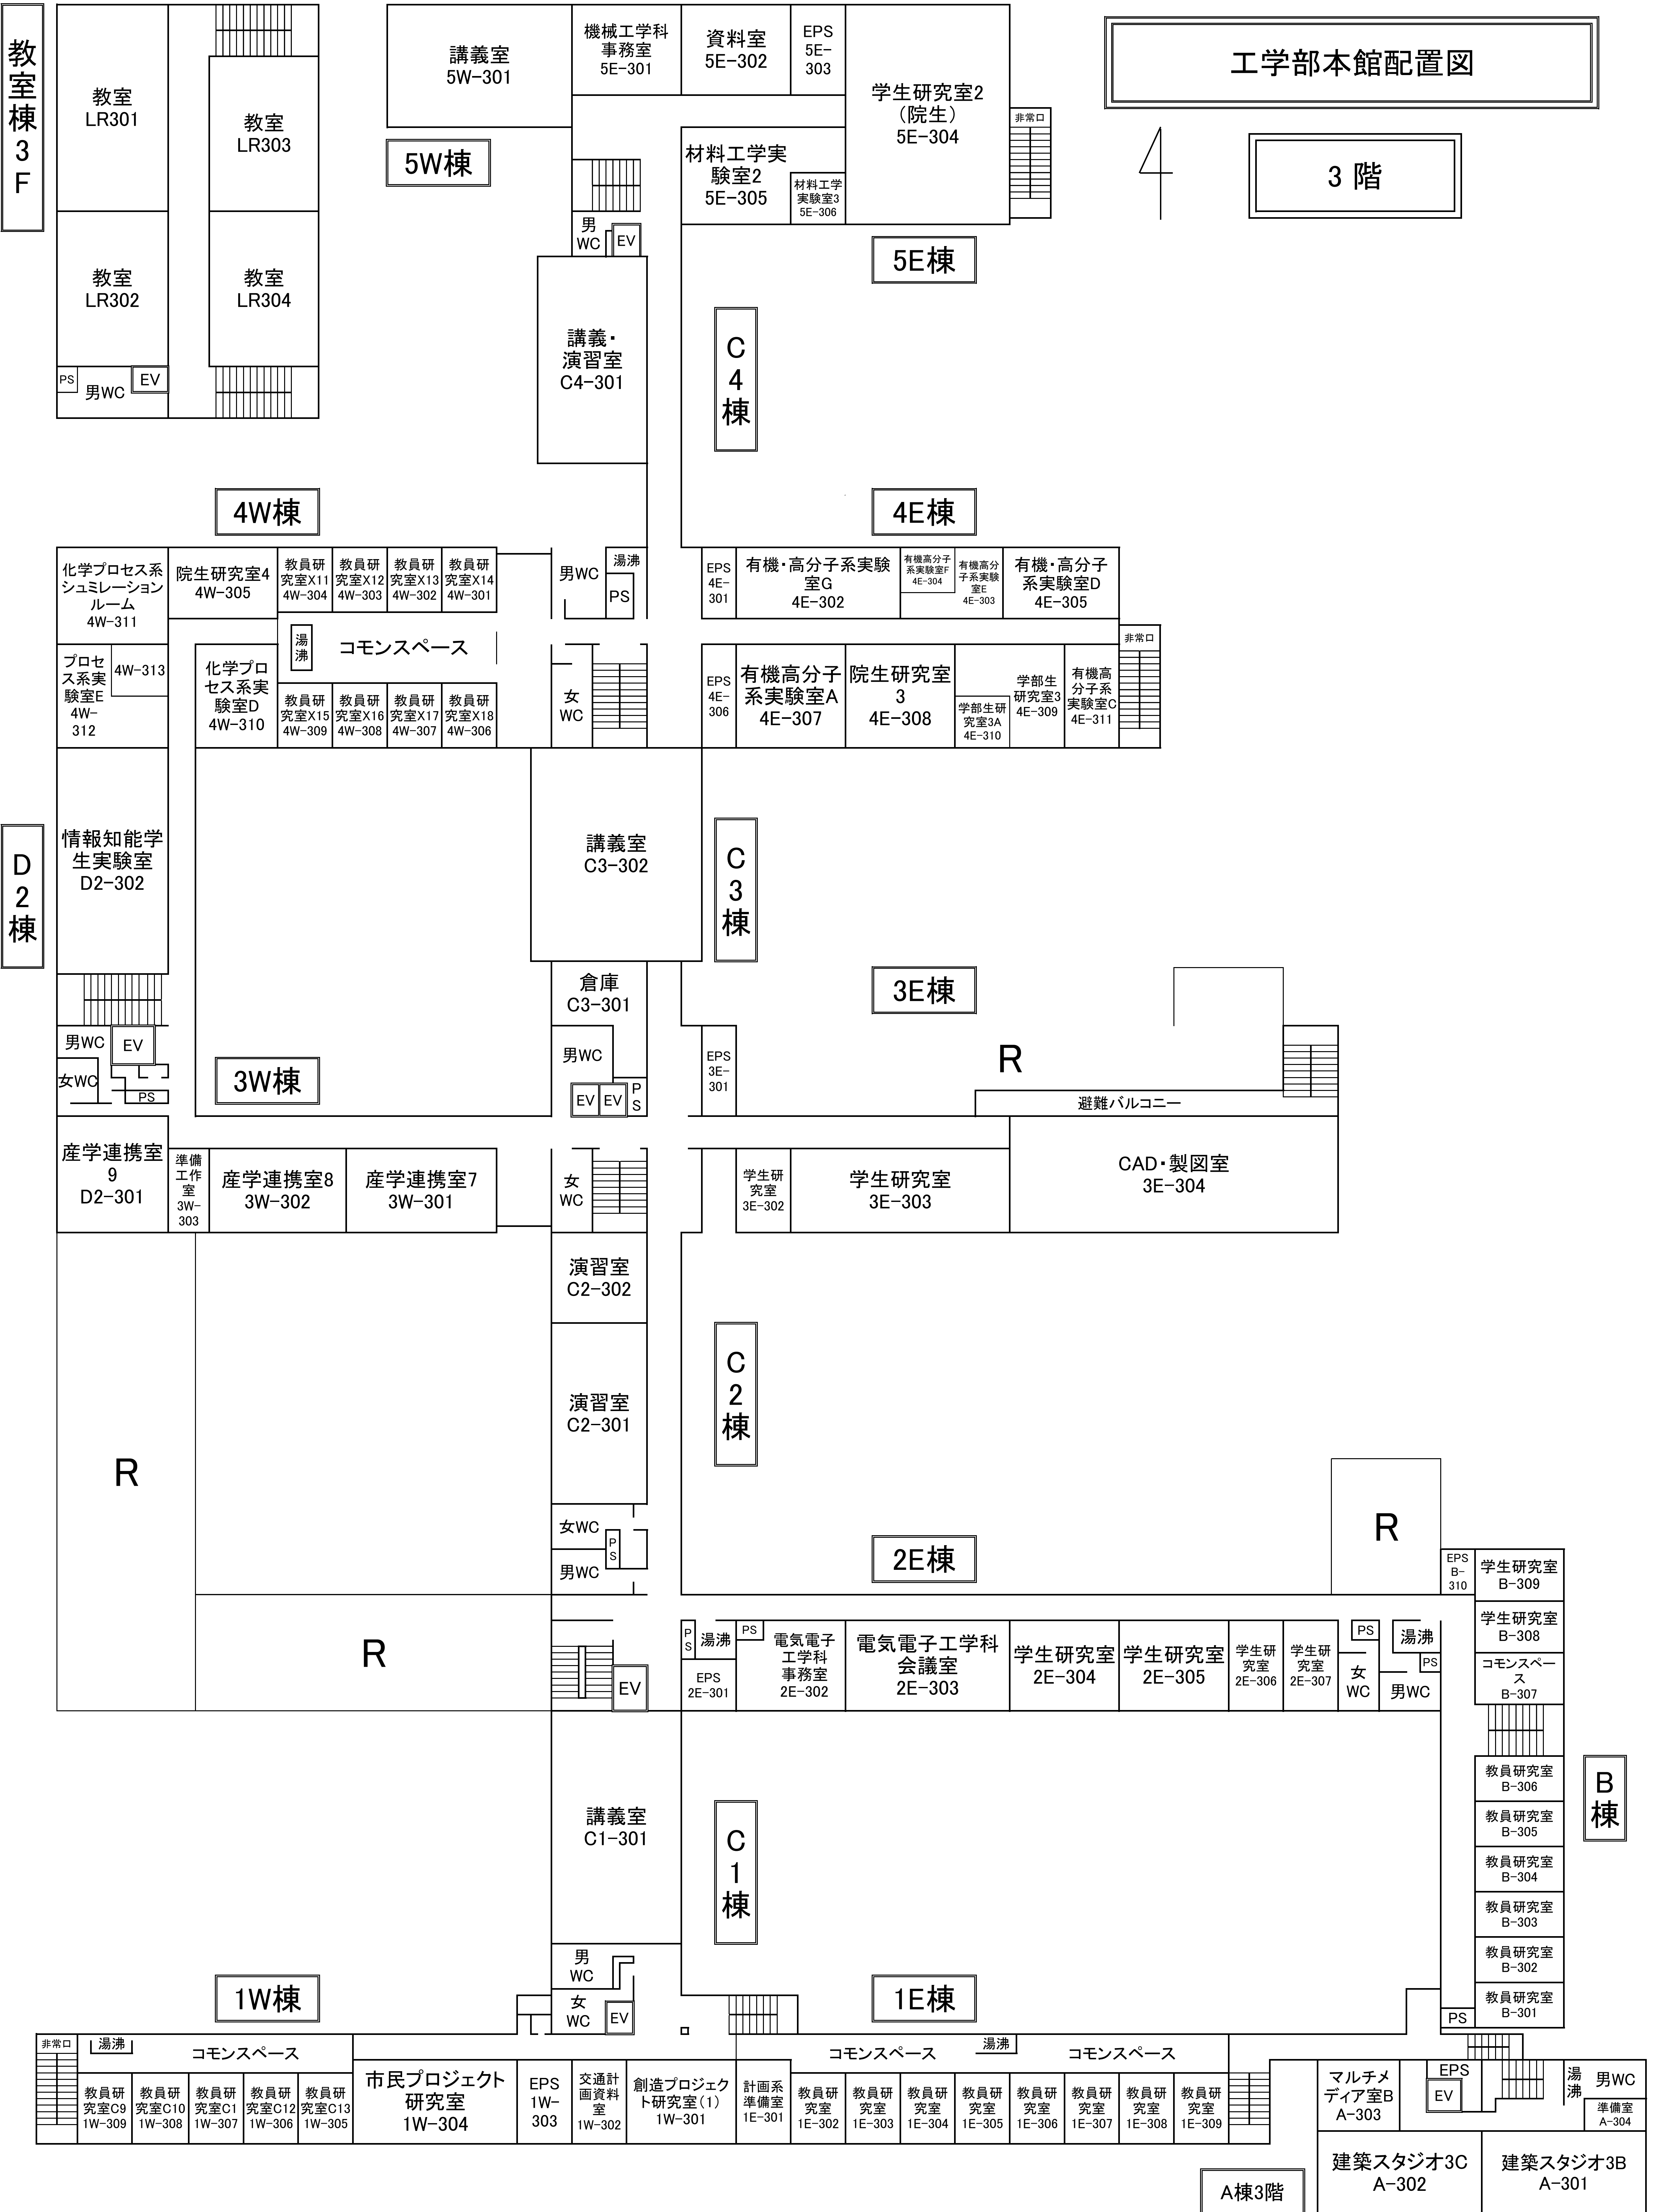 工学部本館配置図
3 階
教
室
棟
3
F
教室
LR301
教室
LR303
教室
LR302
教室
LR304
PS
男WC
EV
講義室
5W-301
機械工学科
事務室
5E-301
資料室
5E-302
EPS
5E-
303
学生研究室2
（院生）
5E-304
非常口
5W棟
材料工学実
験室2
5E-305
材料工学
実験室3
5E-306
男
WC
EV
5E棟
講義・
演習室
C4-301
C
4
棟
4W棟
4E棟
化学プロセス系
シュミレーション
ルーム
4W-311
院生研究室4
4W-305
教員研
究室X11
4W-304
教員研
究室X12
4W-303
教員研
究室X13
4W-302
教員研
究室X14
4W-301
男WC
湯沸
PS
EPS
4E-
301
有機・高分子系実験
室G
4E-302
有機高分子
系実験室F
4E-304
有機高分
子系実験
室E
4E-303
有機・高分子
系実験室D
4E-305
湯
沸
コモンスペース
非常口
プロセ
ス系実
験室E
4W-
312
4W-313
化学プロ
セス系実
験室D
4W-310
教員研
究室X15
4W-309
教員研
究室X16
4W-308
教員研
究室X17
4W-307
教員研
究室X18
4W-306
女
WC
EPS
4E-
306
有機高分子
系実験室A
4E-307
院生研究室
3
4E-308
学部生研
究室3A
4E-310
学部生
研究室3
4E-309
有機高
分子系
実験室C
4E-311
情報知能学
生実験室
D2-302
D
2
棟
講義室
C3-302
C
3
棟
倉庫
C3-301
3E棟
男WC
EV
女WC
PS
3W棟
男WC
EV
EV
P
S
EPS
3E-
301
R
避難バルコニー
産学連携室
9
D2-301
準備
工作
室
3W-
303
産学連携室8
3W-302
産学連携室7
3W-301
女
WC
学生研
究室
3E-302
学生研究室
3E-303
CAD・製図室
3E-304
演習室
C2-302
演習室
C2-301
C
2
棟
R
R
女WC
P
S
男WC
2E棟
R
EPS
B-
310
学生研究室
B-309
学生研究室
B-308
コモンスペー
ス
B-307
EV
P
S
湯沸
EPS
2E-301
PS
電気電子
工学科
事務室
2E-302
電気電子工学科
会議室
2E-303
学生研究室
2E-304
学生研究室
2E-305
学生研
究室
2E-306
学生研
究室
2E-307
PS
女
WC
湯沸
PS
男WC
教員研究室
B-306
教員研究室
B-305
教員研究室
B-304
教員研究室
B-303
教員研究室
B-302
教員研究室
B-301
PS
B
棟
講義室
C1-301
C
1
棟
男
WC
女
WC
EV
1W棟
1E棟
非常口
湯沸
コモンスペース
教員研
究室C9
1W-309
教員研
究室C10
1W-308
教員研
究室C1
1W-307
教員研
究室C12
1W-306
教員研
究室C13
1W-305
市民プロジェクト
研究室
1W-304
EPS
1W-
303
交通計
画資料
室
1W-302
創造プロジェク
ト研究室（1）
1W-301
計画系
準備室
1E-301
コモンスペース
湯沸
コモンスペース
教員研
究室
1E-302
教員研
究室
1E-303
教員研
究室
1E-304
教員研
究室
1E-305
教員研
究室
1E-306
教員研
究室
1E-307
教員研
究室
1E-308
教員研
究室
1E-309
マルチメ
ディア室B
A-303
EPS
EV
湯
沸
男WC
準備室
A-304
建築スタジオ3C
A-302
建築スタジオ3B
A-301
A棟3階